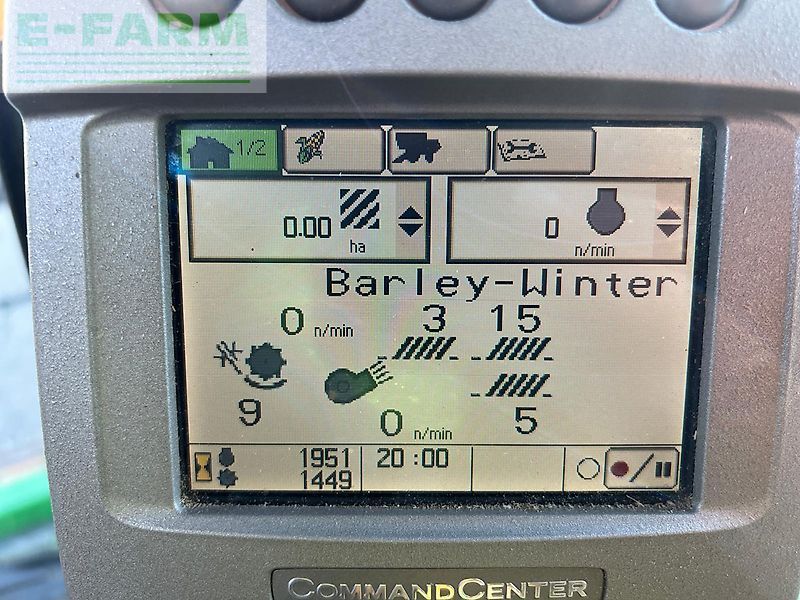 E-FARM
1/2
0.00
ha
0
n/min
Barley-Winter
0 n/min
3 15
9
0 n/min
5
1951
1449
20:00
COMMANDCENTER